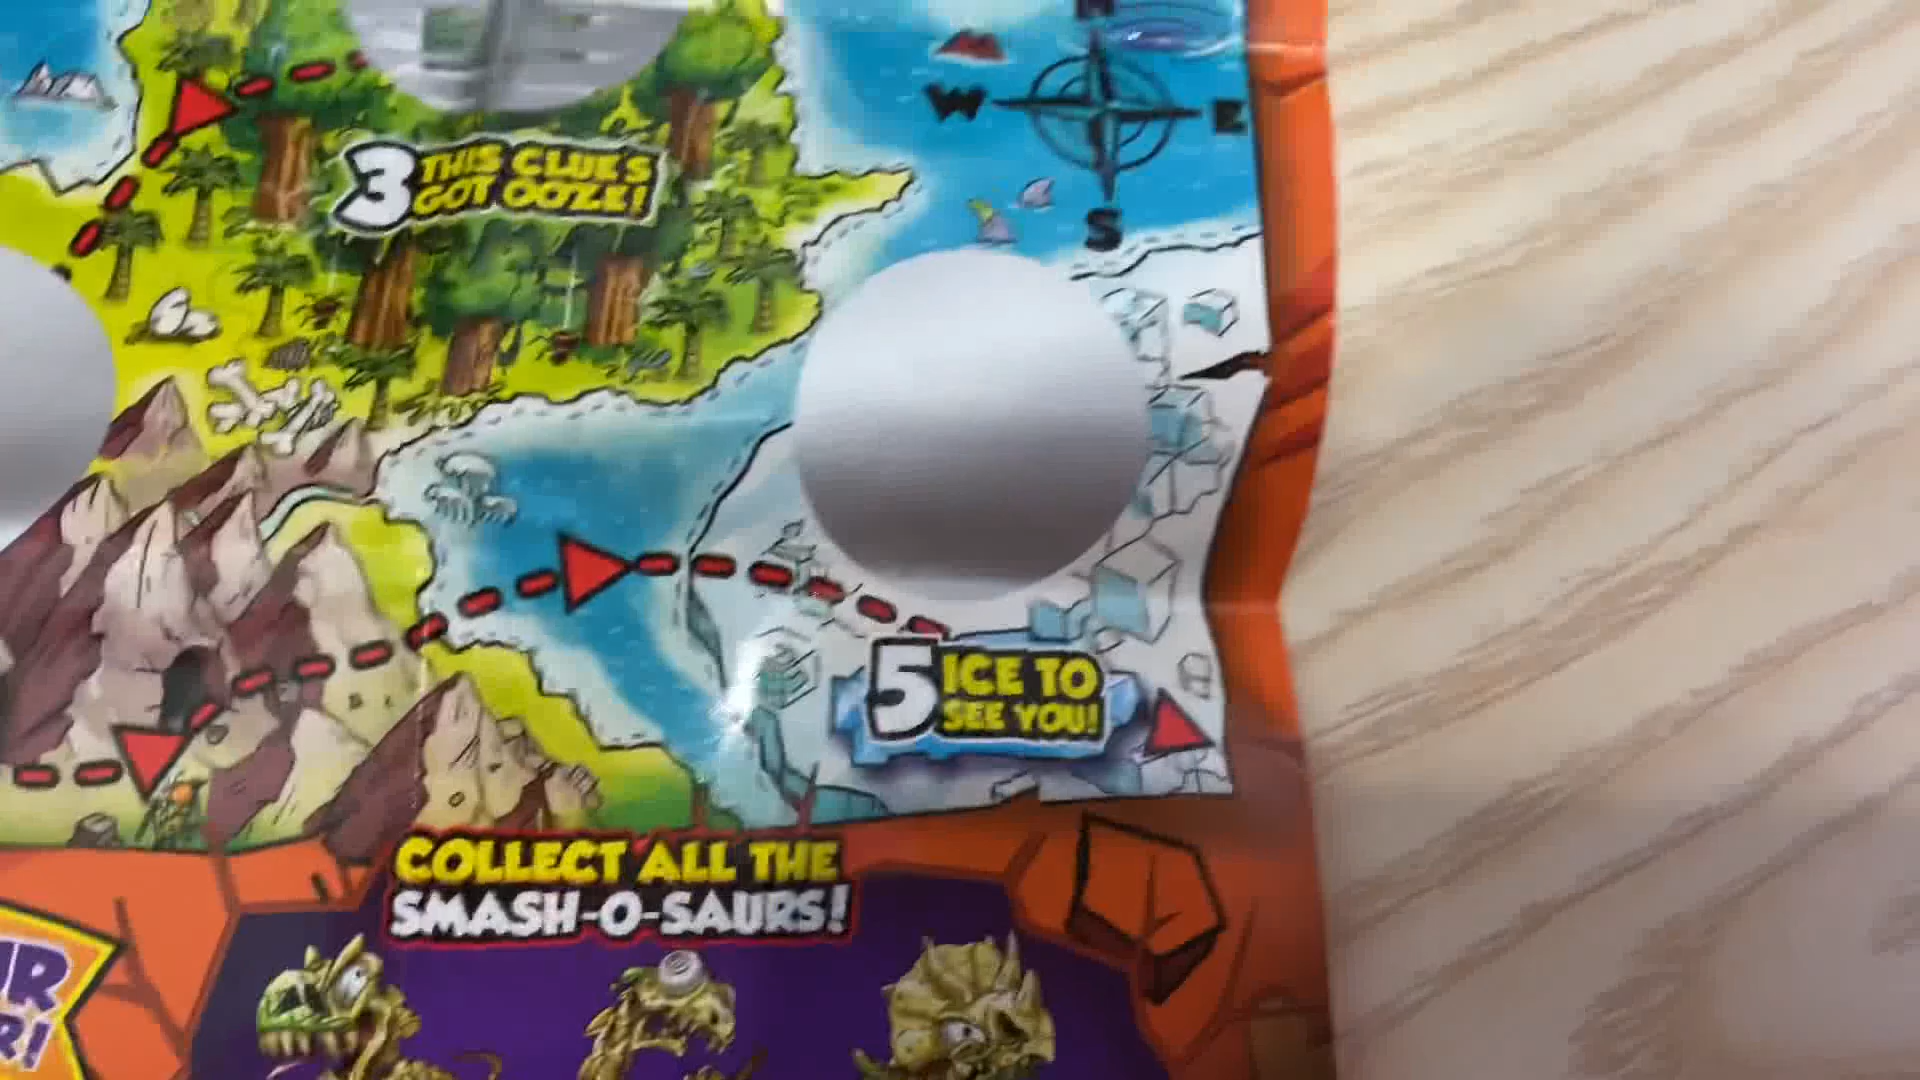 W
E
S
3 THIS CLUE'S
GOT OOZE!
5 ICE TO
SEE YOU!
COLLECT ALL THE
SMASH-O-SAURS!